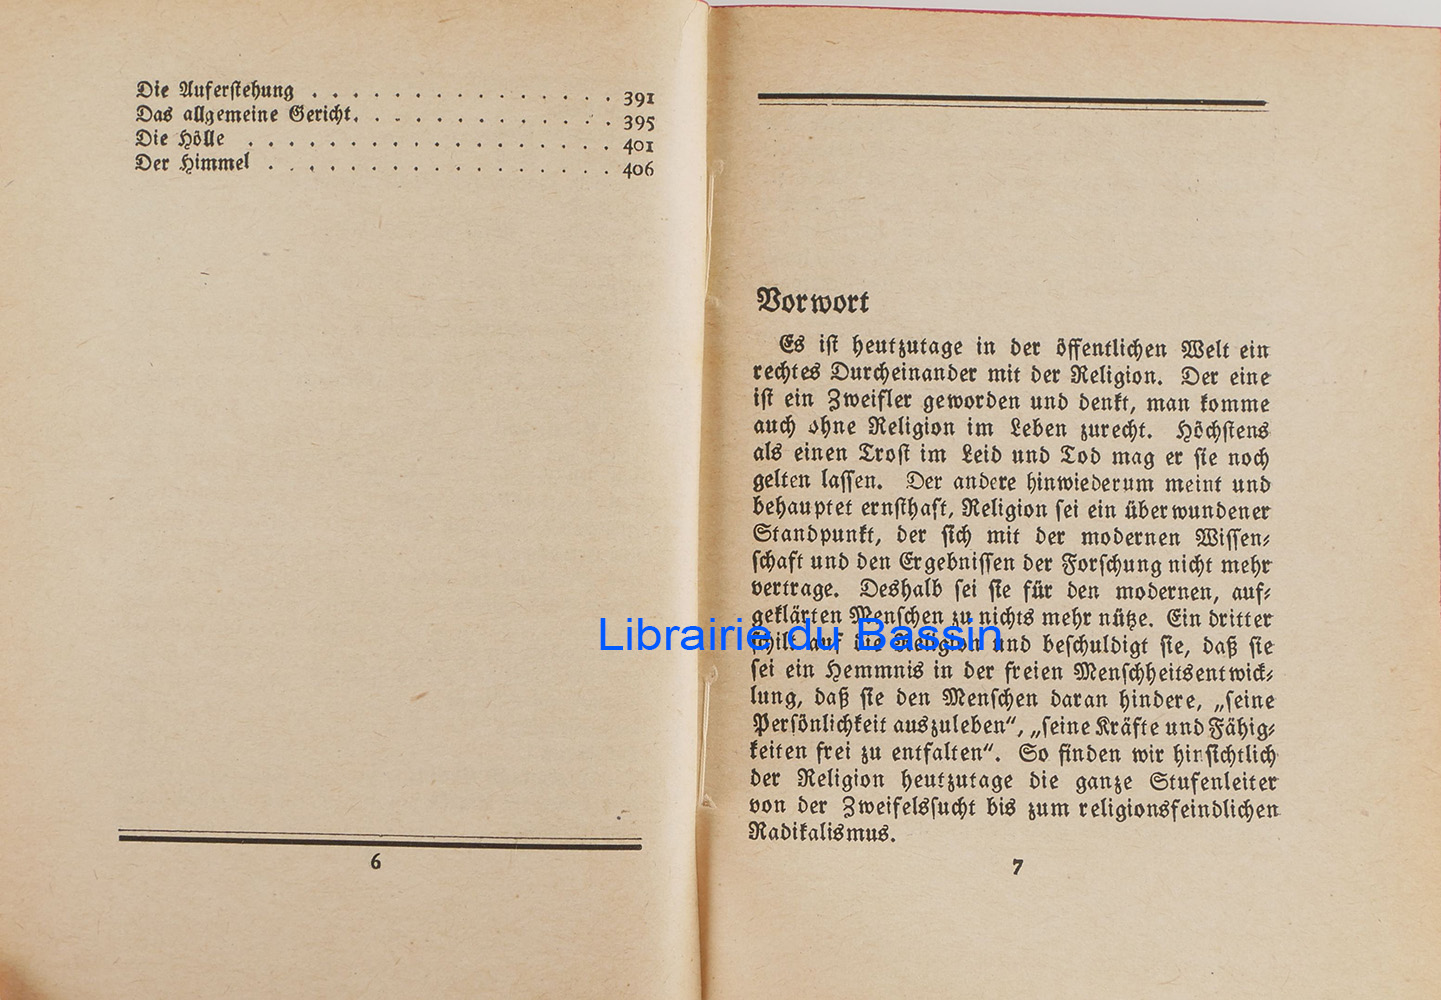 Die Auferstehung . . . . . . . . . . . . . . . 391
Das allgemeine Gericht. . . . . . . . . . . . 395
Die Hölle . . . . . . . . . . . . . . . . . . 401
Der Himmel . . . . . . . . . . . . . . . . . 406
6
Vorwort
Es ist heutzutage in der öffentlichen Welt ein
rechtes Durcheinander mit der Religion. Der eine
ist ein Zweifler geworden und denkt, man komme
auch ohne Religion im Leben zurecht. Höchstens
als einen Trost im Leid und Tod mag er sie noch
gelten lassen. Der andere hinwiederum meint und
behauptet ernsthaft, Religion sei ein überwundener
Standpunkt, der sich mit der modernen Wissen⸗
schaft und den Ergebnissen der Forschung nicht mehr
vertrage. Deshalb sei sie für den modernen, auf⸗
geklärten Menschen zu nichts mehr nütze. Ein dritter
schilt auf die Religion und beschuldigt sie, daß sie
sei ein Hemmnis in der freien Menschheitsentwick⸗
lung, daß sie den Menschen daran hindere, „seine
Persönlichkeit auszuleben“, „seine Kräfte und Fähig⸗
keiten frei zu entfalten“. So finden wir hinsichtlich
der Religion heutzutage die ganze Stufenleiter
von der Zweifelssucht bis zum religionsfeindlichen
Radikalismus.
7
Librairie du Bassin